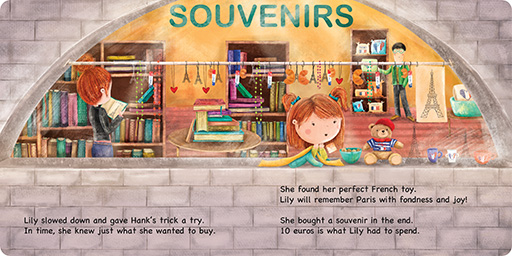 SOUVENIRS
Lily slowed down and gave Hank's trick a try.
In time, she knew just what she wanted to buy.
She found her perfect French toy.
Lily will remember Paris with fondness and joy!
She bought a souvenir in the end.
10 euros is what Lily had to spend.